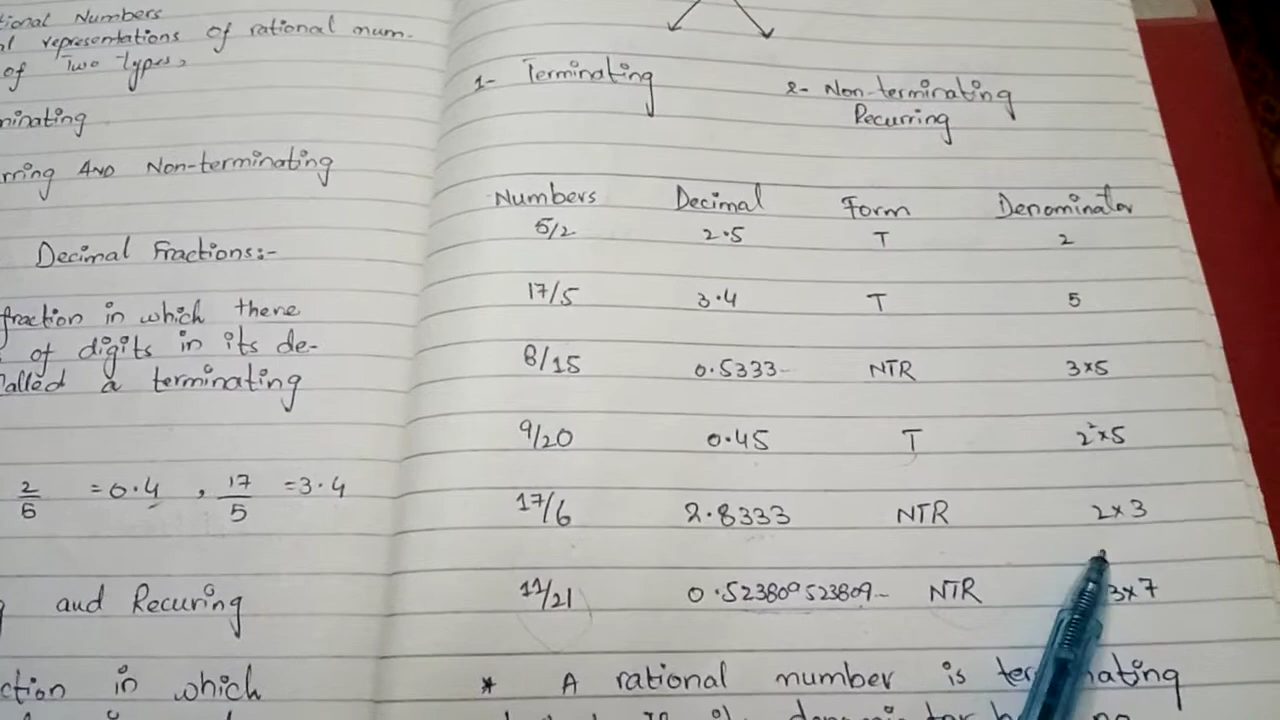 tional Numbers
al representations of rational num.
of Two types,
minating
rring AND Non-terminating
Decimal Fractions:-
fraction in which there
of digits in its de-
called a terminating
2/5 =0.4 , 17/5 =3.4
and Recuring
ction in which
1- Terminating
2- Non-terminating
Recurring
Numbers Decimal Form Denominator
5/2 2.5 T 2
17/5 3.4 T 5
8/15 0.5333- NTR 3×5
9/20 0.45 T 2²×5
17/6 2.8333 NTR 2×3
11/21 0.523809523809- NTR 3×7
* A rational number is terminating